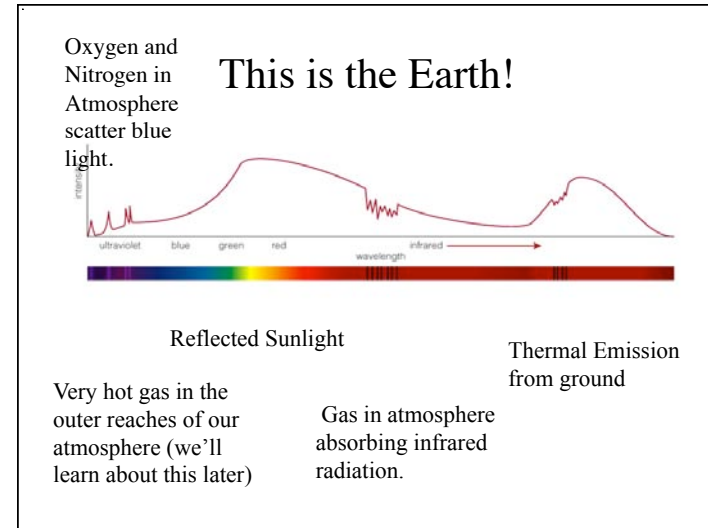 This is the Earth!
Oxygen and
Nitrogen in
Atmosphere
scatter blue
light.
intensity
ultraviolet blue green red infrared
wavelength
Reflected Sunlight
Thermal Emission
from ground
Very hot gas in the
outer reaches of our
atmosphere (we’ll
learn about this later)
Gas in atmosphere
absorbing infrared
radiation.